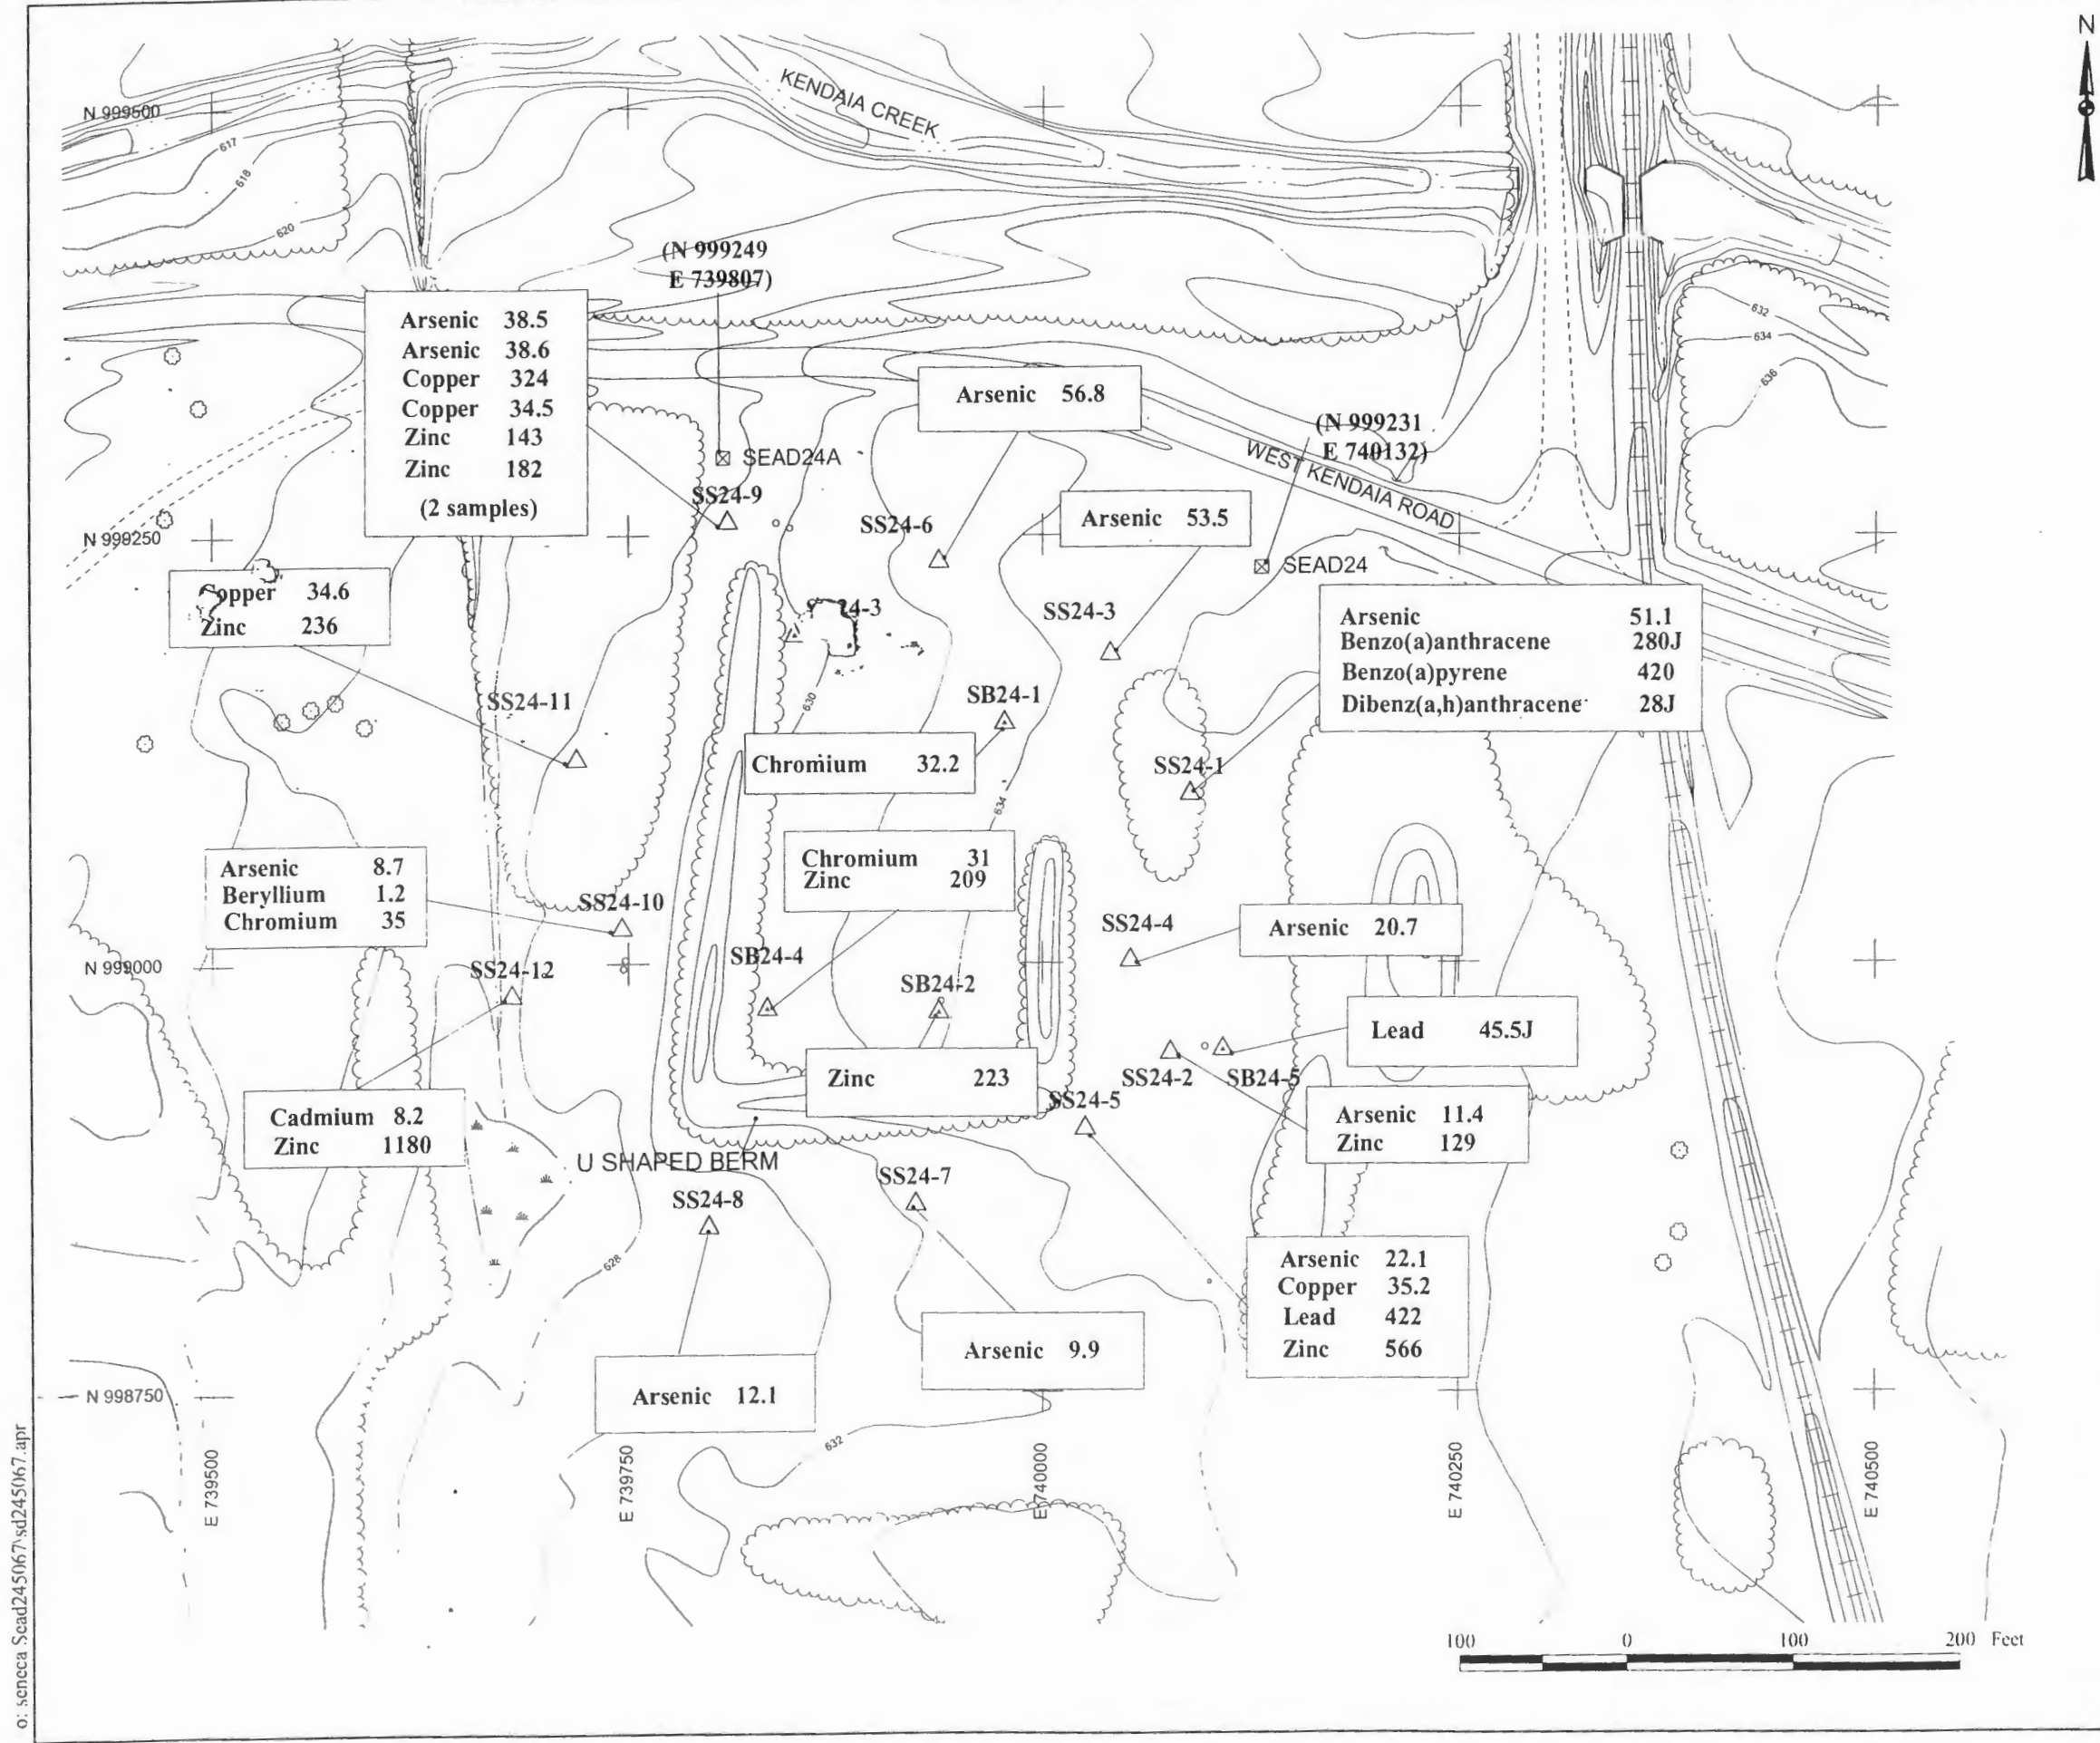 N
KENDAIA CREEK
N 999500
617
618
620
(N 999249
E 739807)
632
634
636
Arsenic 38.5
Arsenic 38.6
Copper 324
Copper 34.5
Zinc 143
Zinc 182
(2 samples)
Arsenic 56.8
(N 999231
E 740132)
WEST KENDAIA ROAD
SEAD24A
SS24-9
SS24-6
Arsenic 53.5
N 999250
SEAD24
Copper 34.6
Zinc 236
24-3
SS24-3
Arsenic 51.1
Benzo(a)anthracene 280J
Benzo(a)pyrene 420
Dibenz(a,h)anthracene 28J
SS24-11
630
SB24-1
Chromium 32.2
SS24-1
634
Arsenic 8.7
Beryllium 1.2
Chromium 35
Chromium 31
Zinc 209
SS24-10
SS24-4
Arsenic 20.7
N 999000
SS24-12
SB24-4
SB24-2
Lead 45.5J
Zinc 223
SS24-2
SB24-5
SS24-5
Cadmium 8.2
Zinc 1180
Arsenic 11.4
Zinc 129
U SHAPED BERM
SS24-7
SS24-8
628
Arsenic 22.1
Copper 35.2
Lead 422
Zinc 566
Arsenic 9.9
Arsenic 12.1
N 998750
632
E 739500
E 739750
E 740000
E 740250
E 740500
100 0 100 200 Feet
o: seneca Sead245067\sd245067.apr